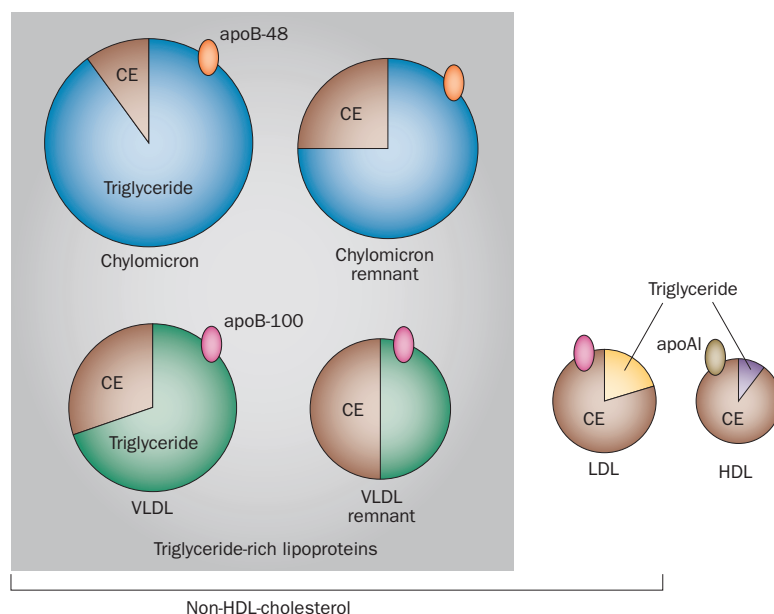 apoB-48
CE
Triglyceride
Chylomicron
CE
Chylomicron
remnant
apoB-100
CE
Triglyceride
VLDL
CE
VLDL
remnant
Triglyceride-rich lipoproteins
Triglyceride
apoAI
CE
LDL
CE
HDL
Non-HDL-cholesterol